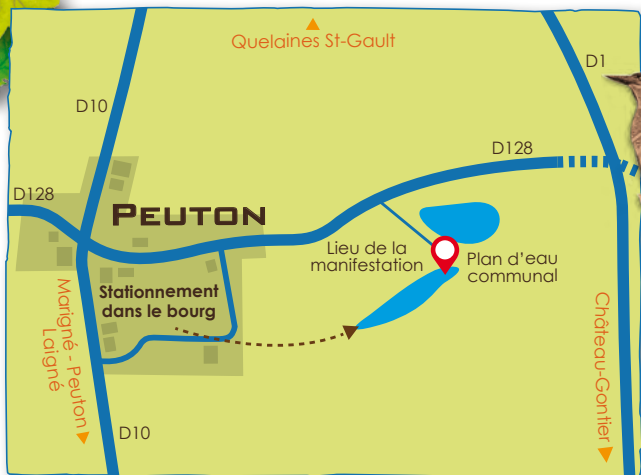 Quelaines St-Gault
D10
D1
D128
D128
PEUTON
Lieu de la
manifestation
Plan d'eau
communal
Stationnement
dans le bourg
Marigné - Peuton
Laigné
Château-Gontier
D10